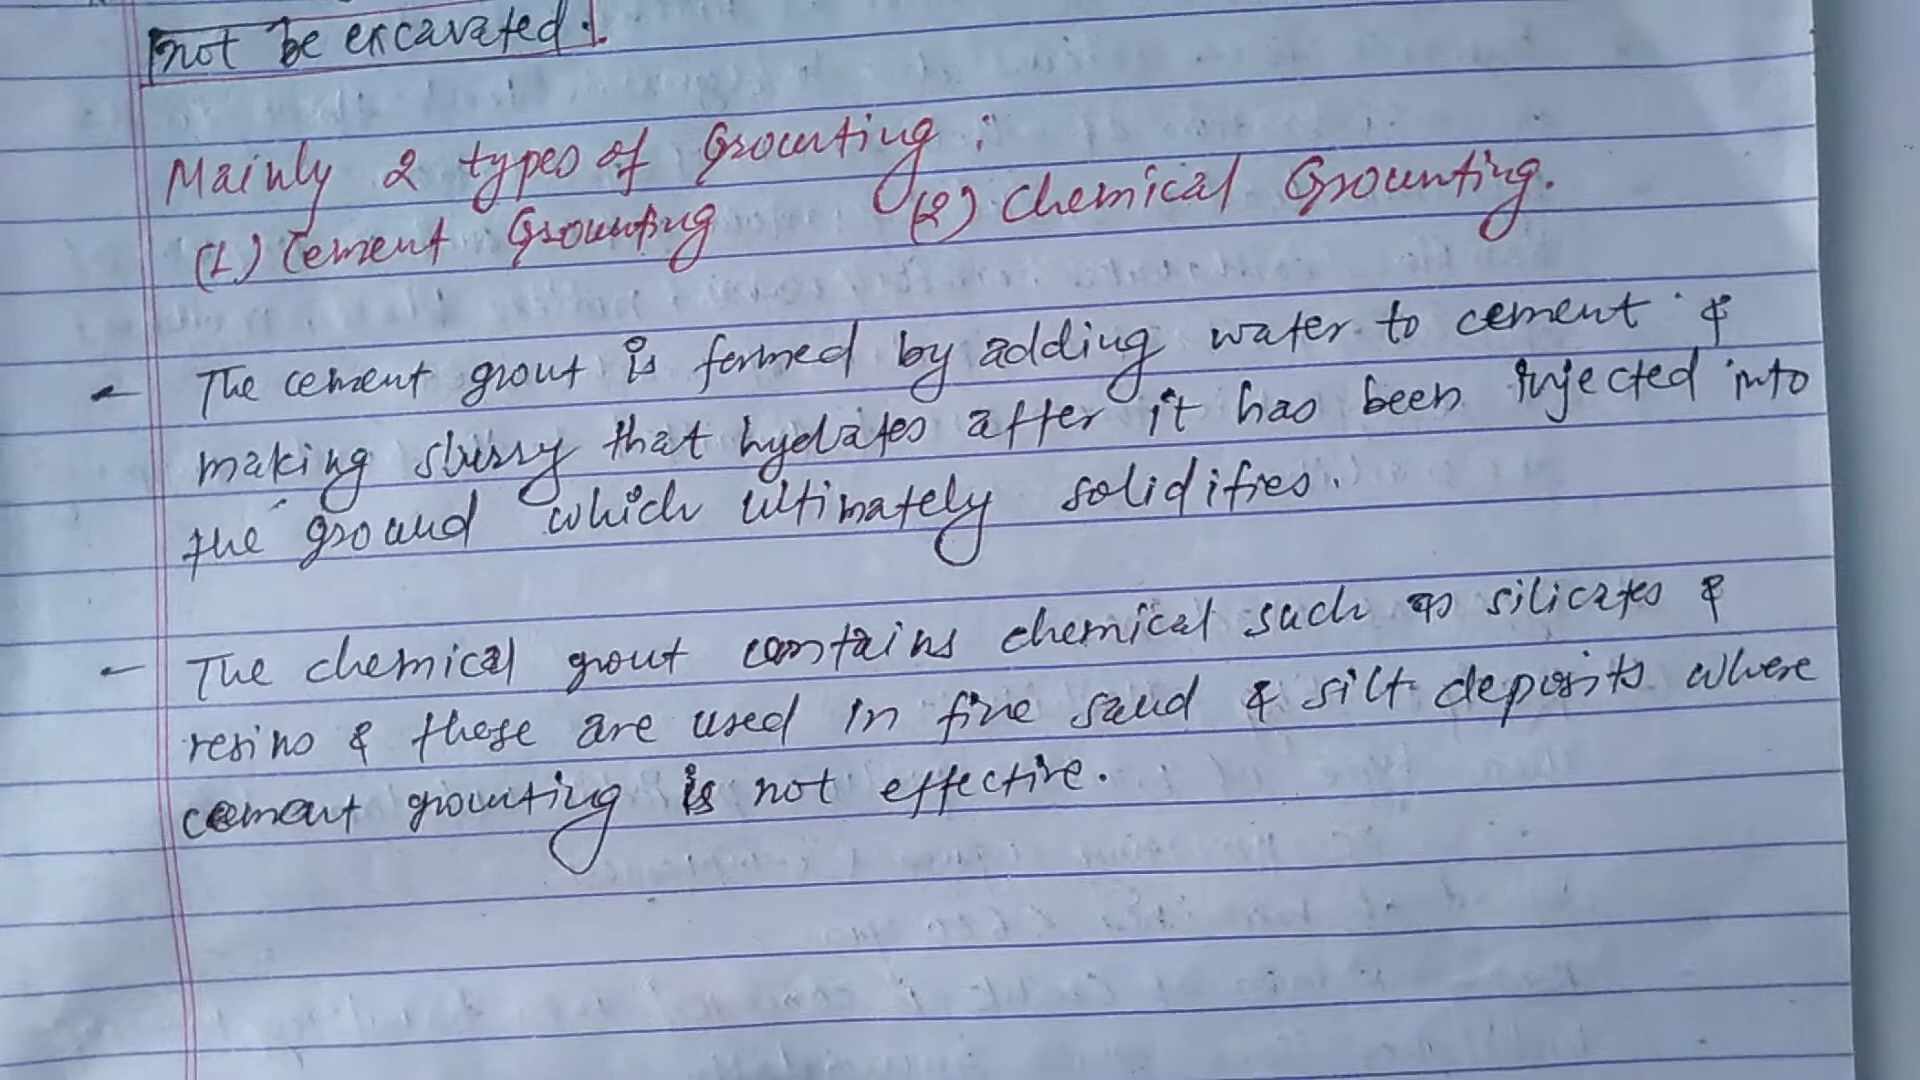 not be excavated.
Mainly 2 types of Grouting :
(1) Cement Grouting (2) Chemical Grounting.
- The cement grout is formed by adding water to cement &
making slurry that hydrates after it has been injected into
the ground which ultimately solidifies.
- The chemical grout contains chemical such as silicates &
resins & these are used in fine sand & silt deposits where
cement grouting is not effective.